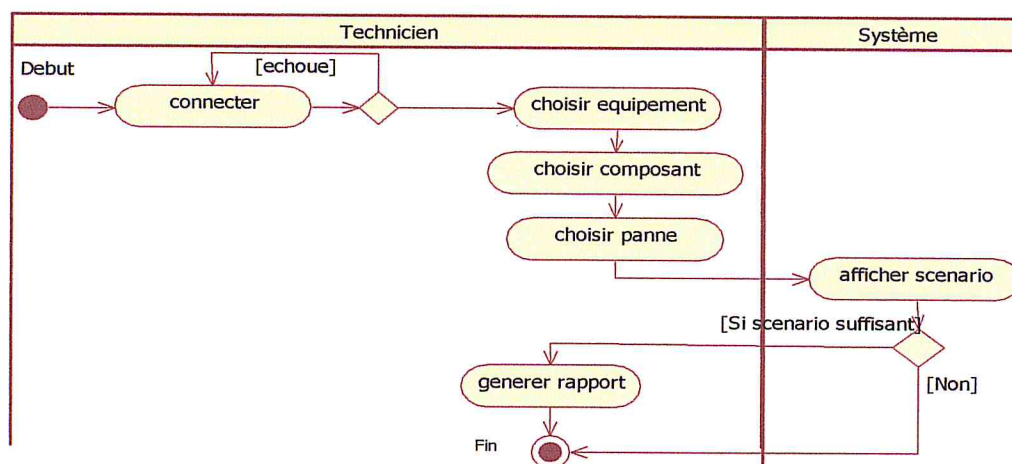 Technicien
Système
Debut
[echoue]
connecter
choisir equipement
choisir composant
choisir panne
afficher scenario
[Si scenario suffisant]
generer rapport
[Non]
Fin